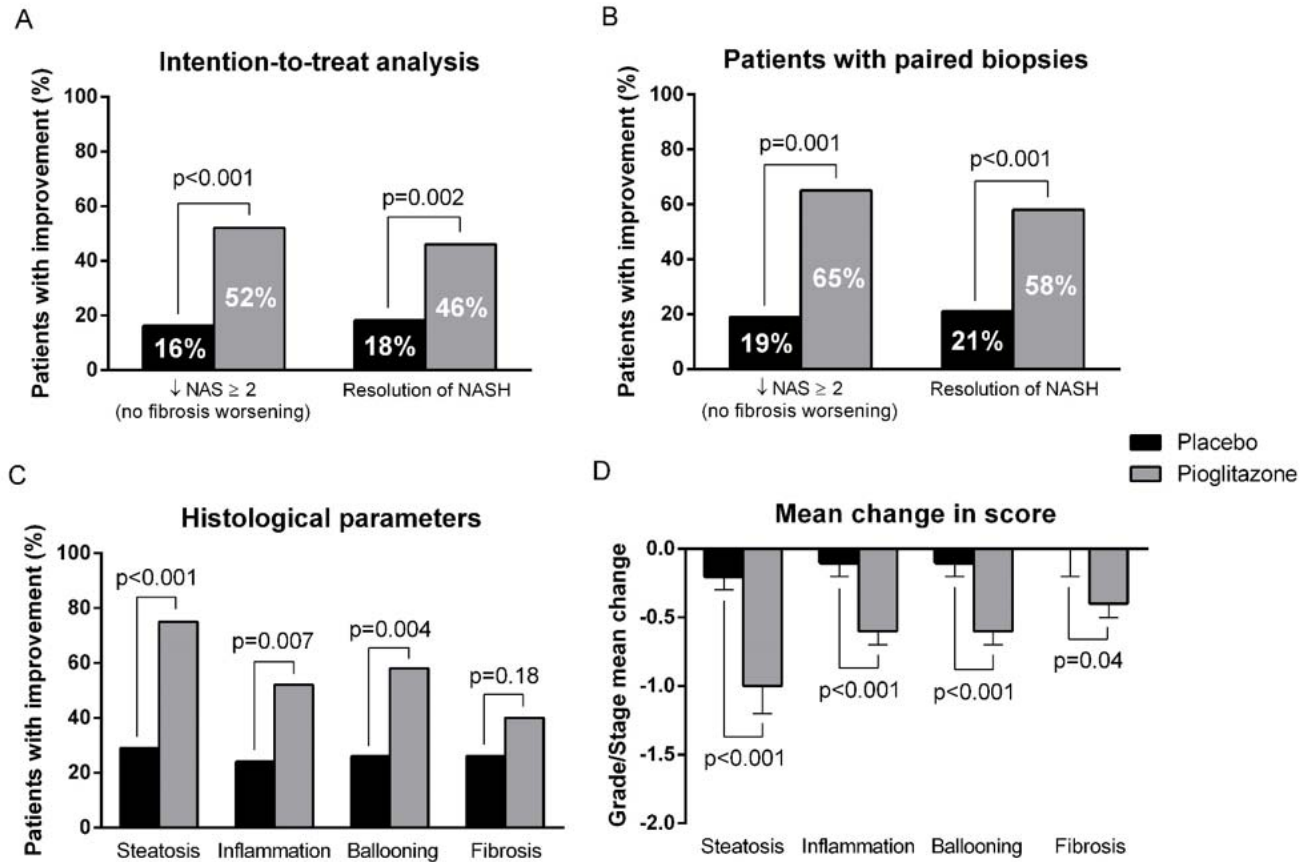 A
Intention-to-treat analysis
Patients with improvement (%)
100
80
60
40
20
0
p<0.001
p=0.002
52%
46%
16%
18%
↓ NAS ≥ 2
(no fibrosis worsening)
Resolution of NASH
B
Patients with paired biopsies
Patients with improvement (%)
100
80
60
40
20
0
p=0.001
p<0.001
65%
58%
19%
21%
↓ NAS ≥ 2
(no fibrosis worsening)
Resolution of NASH
Placebo
Pioglitazone
C
Histological parameters
Patients with improvement (%)
100
80
60
40
20
0
p<0.001
p=0.007
p=0.004
p=0.18
Steatosis
Inflammation
Ballooning
Fibrosis
D
Mean change in score
Grade/Stage mean change
0.0
-0.5
-1.0
-1.5
-2.0
p<0.001
p<0.001
p<0.001
p=0.04
Steatosis
Inflammation
Ballooning
Fibrosis